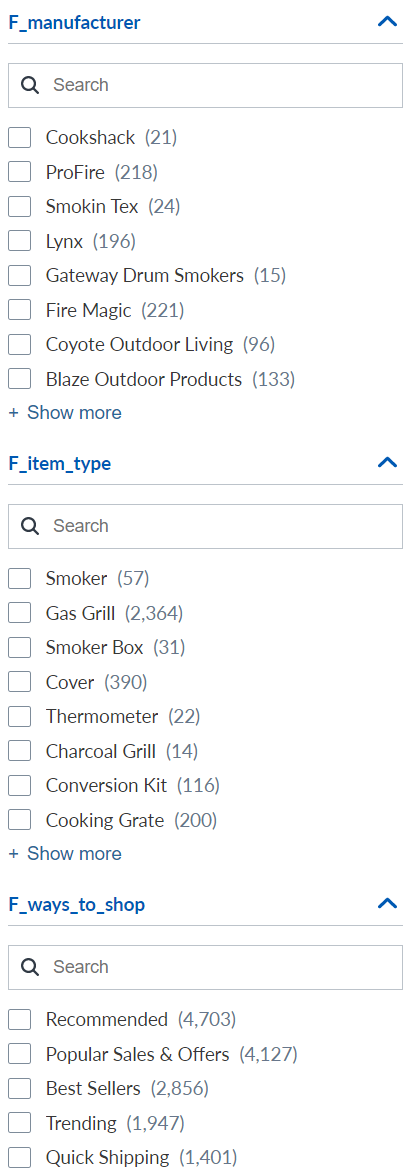 F_manufacturer
Search
Cookshack (21)
ProFire (218)
Smokin Tex (24)
Lynx (196)
Gateway Drum Smokers (15)
Fire Magic (221)
Coyote Outdoor Living (96)
Blaze Outdoor Products (133)
+ Show more
F_item_type
Search
Smoker (57)
Gas Grill (2,364)
Smoker Box (31)
Cover (390)
Thermometer (22)
Charcoal Grill (14)
Conversion Kit (116)
Cooking Grate (200)
+ Show more
F_ways_to_shop
Search
Recommended (4,703)
Popular Sales & Offers (4,127)
Best Sellers (2,856)
Trending (1,947)
Quick Shipping (1,401)